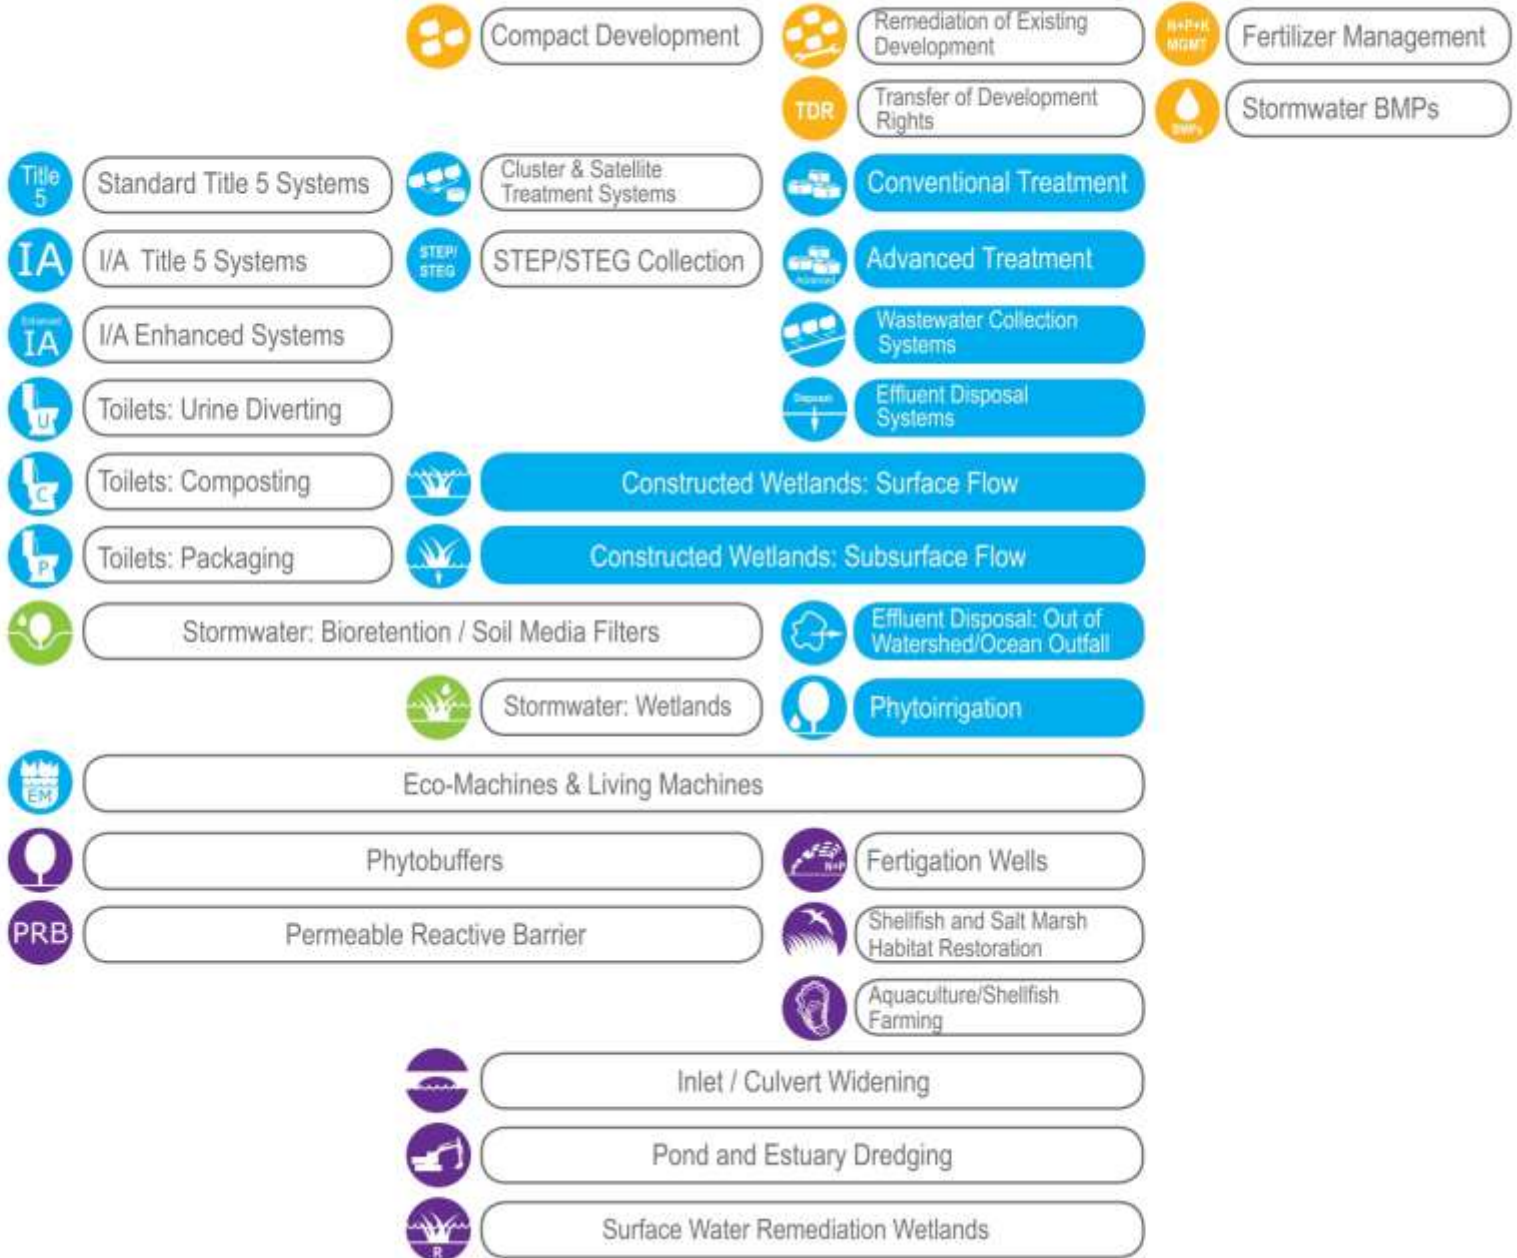 Compact Development
Remediation of Existing
Development
N+P+K
MGMT
Fertilizer Management
TDR
Transfer of Development
Rights
BMPs
Stormwater BMPs
Title
5
Standard Title 5 Systems
Cluster & Satellite
Treatment Systems
Conventional Treatment
IA
I/A Title 5 Systems
STEP/
STEG
STEP/STEG Collection
Advanced
Advanced Treatment
Enhanced
IA
I/A Enhanced Systems
Wastewater Collection
Systems
U
Toilets: Urine Diverting
Disposal
Effluent Disposal
Systems
C
Toilets: Composting
Constructed Wetlands: Surface Flow
P
Toilets: Packaging
Constructed Wetlands: Subsurface Flow
Stormwater: Bioretention / Soil Media Filters
Effluent Disposal: Out of
Watershed/Ocean Outfall
Stormwater: Wetlands
Phytoirrigation
EM
Eco-Machines & Living Machines
Phytobuffers
N+P
Fertigation Wells
PRB
Permeable Reactive Barrier
Shellfish and Salt Marsh
Habitat Restoration
Aquaculture/Shellfish
Farming
Inlet / Culvert Widening
Pond and Estuary Dredging
R
Surface Water Remediation Wetlands